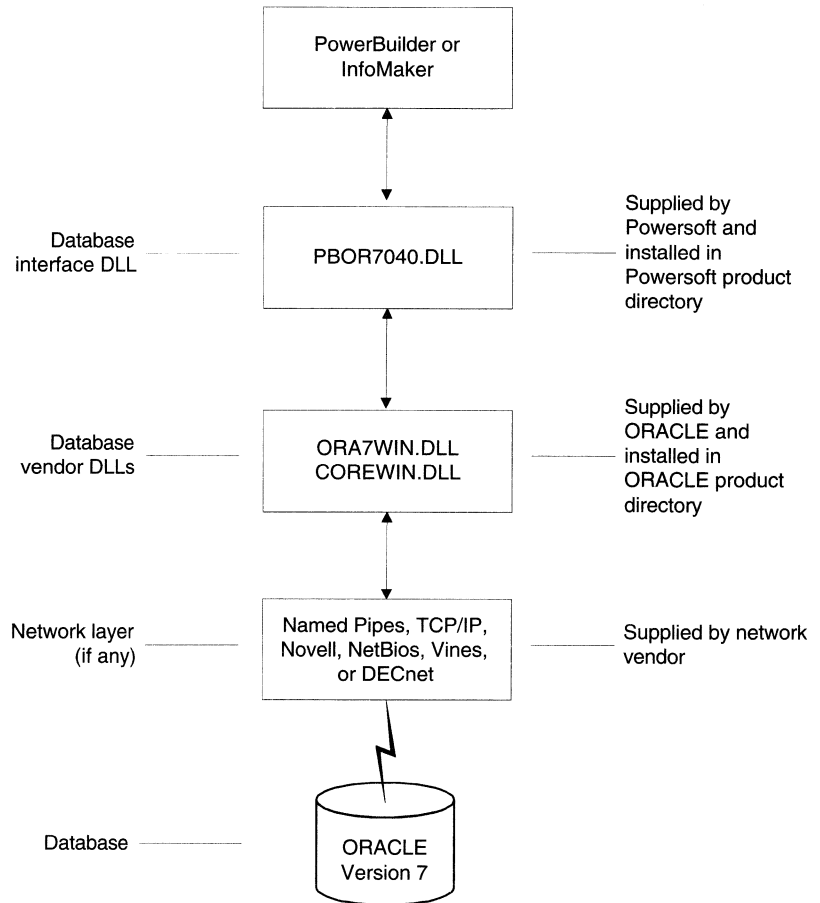 PowerBuilder or
InfoMaker
Database
interface DLL
PBOR7040.DLL
Supplied by
Powersoft and
installed in
Powersoft product
directory
Database
vendor DLLs
ORA7WIN.DLL
COREWIN.DLL
Supplied by
ORACLE and
installed in
ORACLE product
directory
Network layer
(if any)
Named Pipes, TCP/IP,
Novell, NetBios, Vines,
or DECnet
Supplied by network
vendor
Database
ORACLE
Version 7